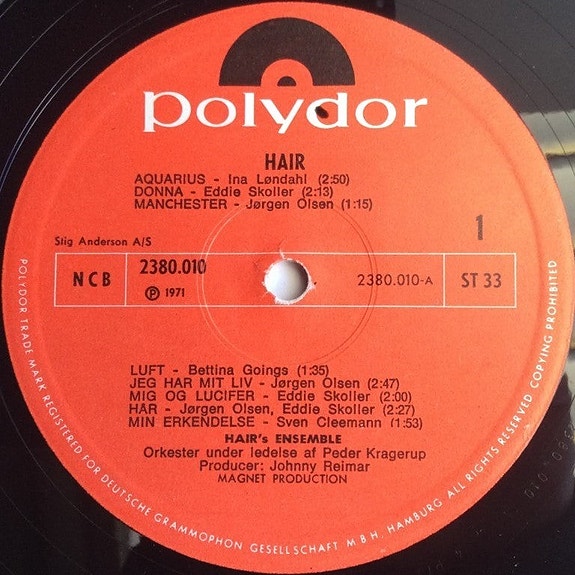 polydor
HAIR
AQUARIUS - Ina Løndahl (2:50)
DONNA - Eddie Skoller (2:13)
MANCHESTER - Jørgen Olsen (1:15)
1
Stig Anderson A/S
NCB
2380.010
Ⓟ 1971
2380.010-A
ST 33
LUFT - Bettina Goings (1:35)
JEG HAR MIT LIV - Jørgen Olsen (2:47)
MIG OG LUCIFER - Eddie Skoller (2:00)
HÅR - Jørgen Olsen, Eddie Skoller (2:27)
MIN ERKENDELSE - Sven Cleemann (1:53)
HAIR's ENSEMBLE
Orkester under ledelse af Peder Kragerup
Producer: Johnny Reimar
MAGNET PRODUCTION
POLYDOR TRADE MARK REGISTERED FOR DEUTSCHE GRAMMOPHON GESELLSCHAFT M B H. HAMBURG ALL RIGHTS RESERVED COPYING PROHIBITED